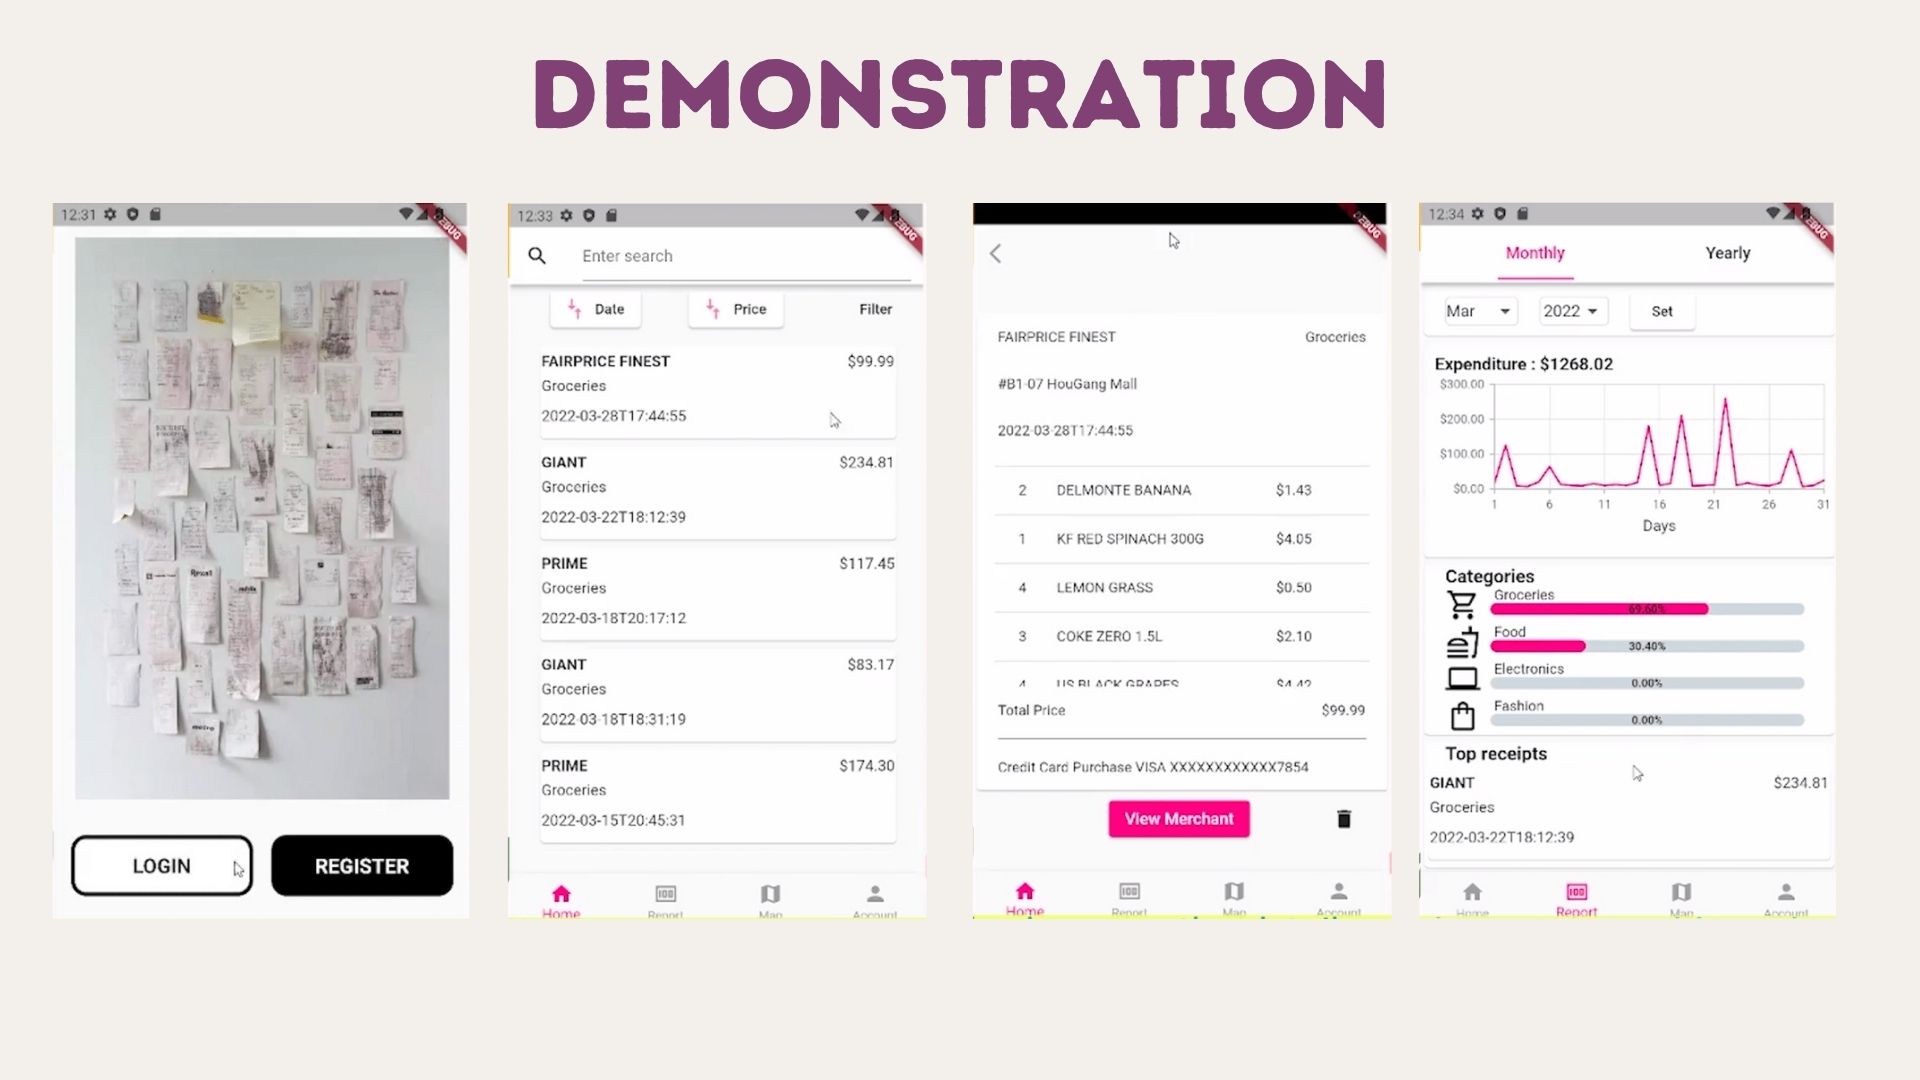 DEMONSTRATION
12:31
DEBUG
LOGIN
REGISTER
12:33
DEBUG
Enter search
Date
Price
Filter
FAIRPRICE FINEST
$99.99
Groceries
2022-03-28T17:44:55
GIANT
$234.81
Groceries
2022-03-22T18:12:39
PRIME
$117.45
Groceries
2022-03-18T20:17:12
GIANT
$83.17
Groceries
2022-03-18T18:31:19
PRIME
$174.30
Groceries
2022-03-15T20:45:31
Home
Report
Map
Account
DEBUG
FAIRPRICE FINEST
Groceries
#B1-07 HouGang Mall
2022-03-28T17:44:55
2 DELMONTE BANANA $1.43
1 KF RED SPINACH 300G $4.05
4 LEMON GRASS $0.50
3 COKE ZERO 1.5L $2.10
4 US BLACK GRAPES $4.42
Total Price $99.99
Credit Card Purchase VISA XXXXXXXXXXXX7854
View Merchant
Home
Report
Map
Account
12:34
DEBUG
Monthly
Yearly
Mar
2022
Set
Expenditure : $1268.02
$300.00
$200.00
$100.00
$0.00
1 6 11 16 21 26 31
Days
Categories
Groceries
69.60%
Food
30.40%
Electronics
0.00%
Fashion
0.00%
Top receipts
GIANT
$234.81
Groceries
2022-03-22T18:12:39
Home
Report
Map
Account